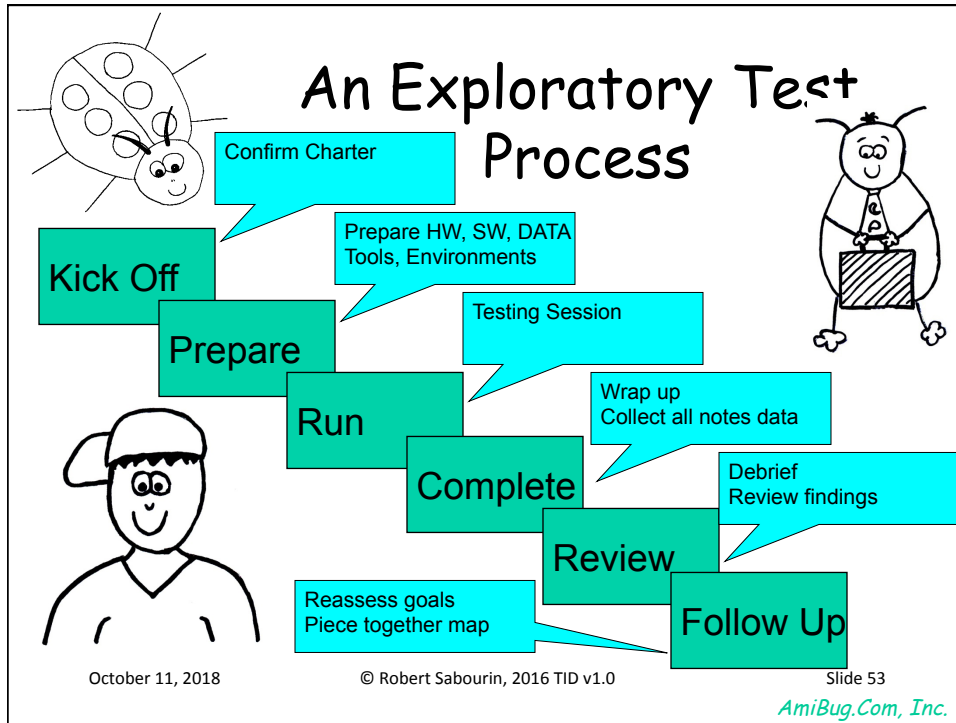 An Exploratory Test
Process
Confirm Charter
Kick Off
Prepare HW, SW, DATA
Tools, Environments
Prepare
Testing Session
Run
Wrap up
Collect all notes data
Complete
Debrief
Review findings
Review
Reassess goals
Piece together map
Follow Up
October 11, 2018
© Robert Sabourin, 2016 TID v1.0
Slide 53
AmiBug.Com, Inc.